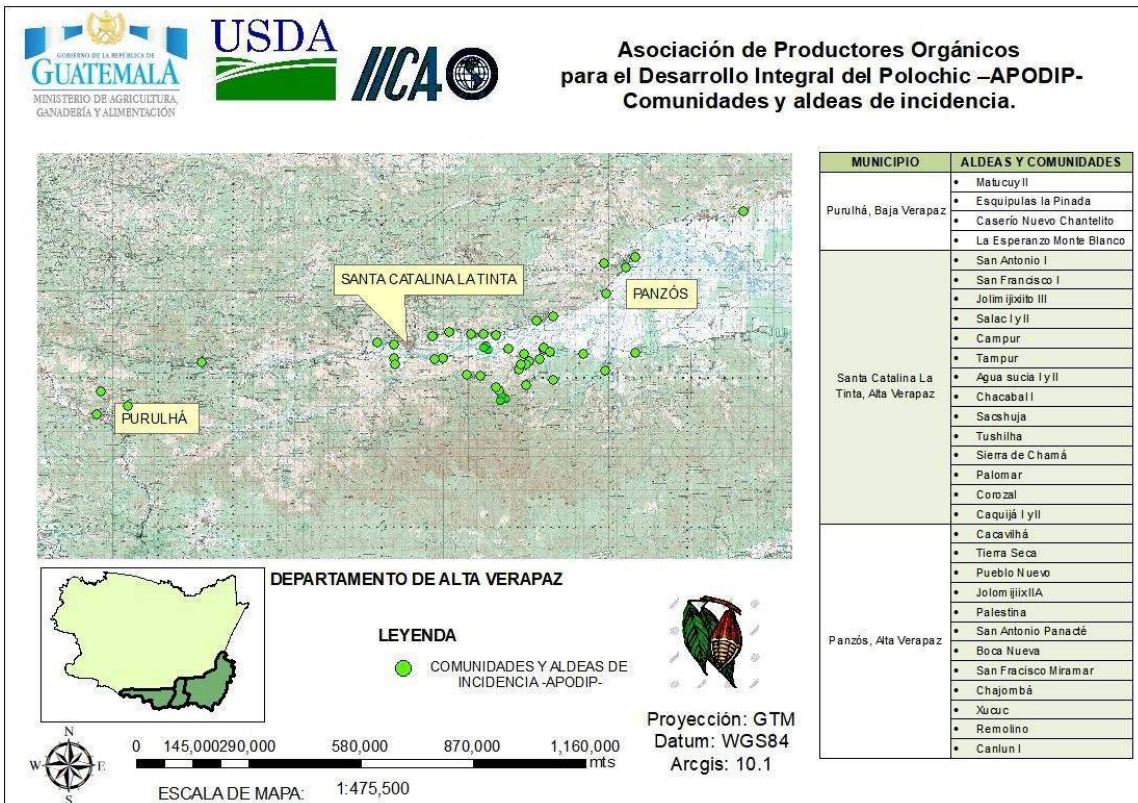 GOBIERNO DE LA REPÚBLICA DE
GUATEMALA
MINISTERIO DE AGRICULTURA,
GANADERÍA Y ALIMENTACIÓN
USDA
IICA
Asociación de Productores Orgánicos
para el Desarrollo Integral del Polochic –APODIP-
Comunidades y aldeas de incidencia.
SANTA CATALINA LA TINTA
PANZÓS
PURULHÁ
MUNICIPIO ALDEAS Y COMUNIDADES
Purulhá, Baja Verapaz
• Matucuy II
• Esquipulas la Pinada
• Caserío Nuevo Chantelito
• La Esperanzo Monte Blanco
Santa Catalina La
Tinta, Alta Verapaz
• San Antonio I
• San Francisco I
• Jolimijixiito III
• Salac I y II
• Campur
• Tampur
• Agua sucia I y II
• Chacabal I
• Sacshuja
• Tushilha
• Sierra de Chamá
• Palomar
• Corozal
• Caquijá I y II
Panzós, Alta Verapaz
• Cacavilhá
• Tierra Seca
• Pueblo Nuevo
• JolomijiixIIA
• Palestina
• San Antonio Panacté
• Boca Nueva
• San Fracisco Miramar
• Chajombá
• Xucuc
• Remolino
• Canlun I
DEPARTAMENTO DE ALTA VERAPAZ
LEYENDA
COMUNIDADES Y ALDEAS DE
INCIDENCIA -APODIP-
N
W E
S
0 145,000290,000 580,000 870,000 1,160,000
mts
ESCALA DE MAPA: 1:475,500
Proyección: GTM
Datum: WGS84
Arcgis: 10.1